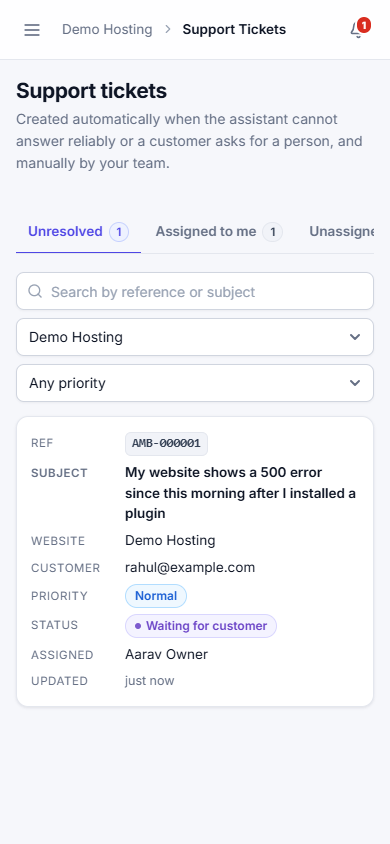 Demo Hosting > Support Tickets 1
Support tickets
Created automatically when the assistant cannot
answer reliably or a customer asks for a person, and
manually by your team.
Unresolved 1 Assigned to me 1 Unassigne
Search by reference or subject
Demo Hosting
Any priority
REF AMB-000001
SUBJECT My website shows a 500 error
since this morning after I installed a
plugin
WEBSITE Demo Hosting
CUSTOMER rahul@example.com
PRIORITY Normal
STATUS Waiting for customer
ASSIGNED Aarav Owner
UPDATED just now